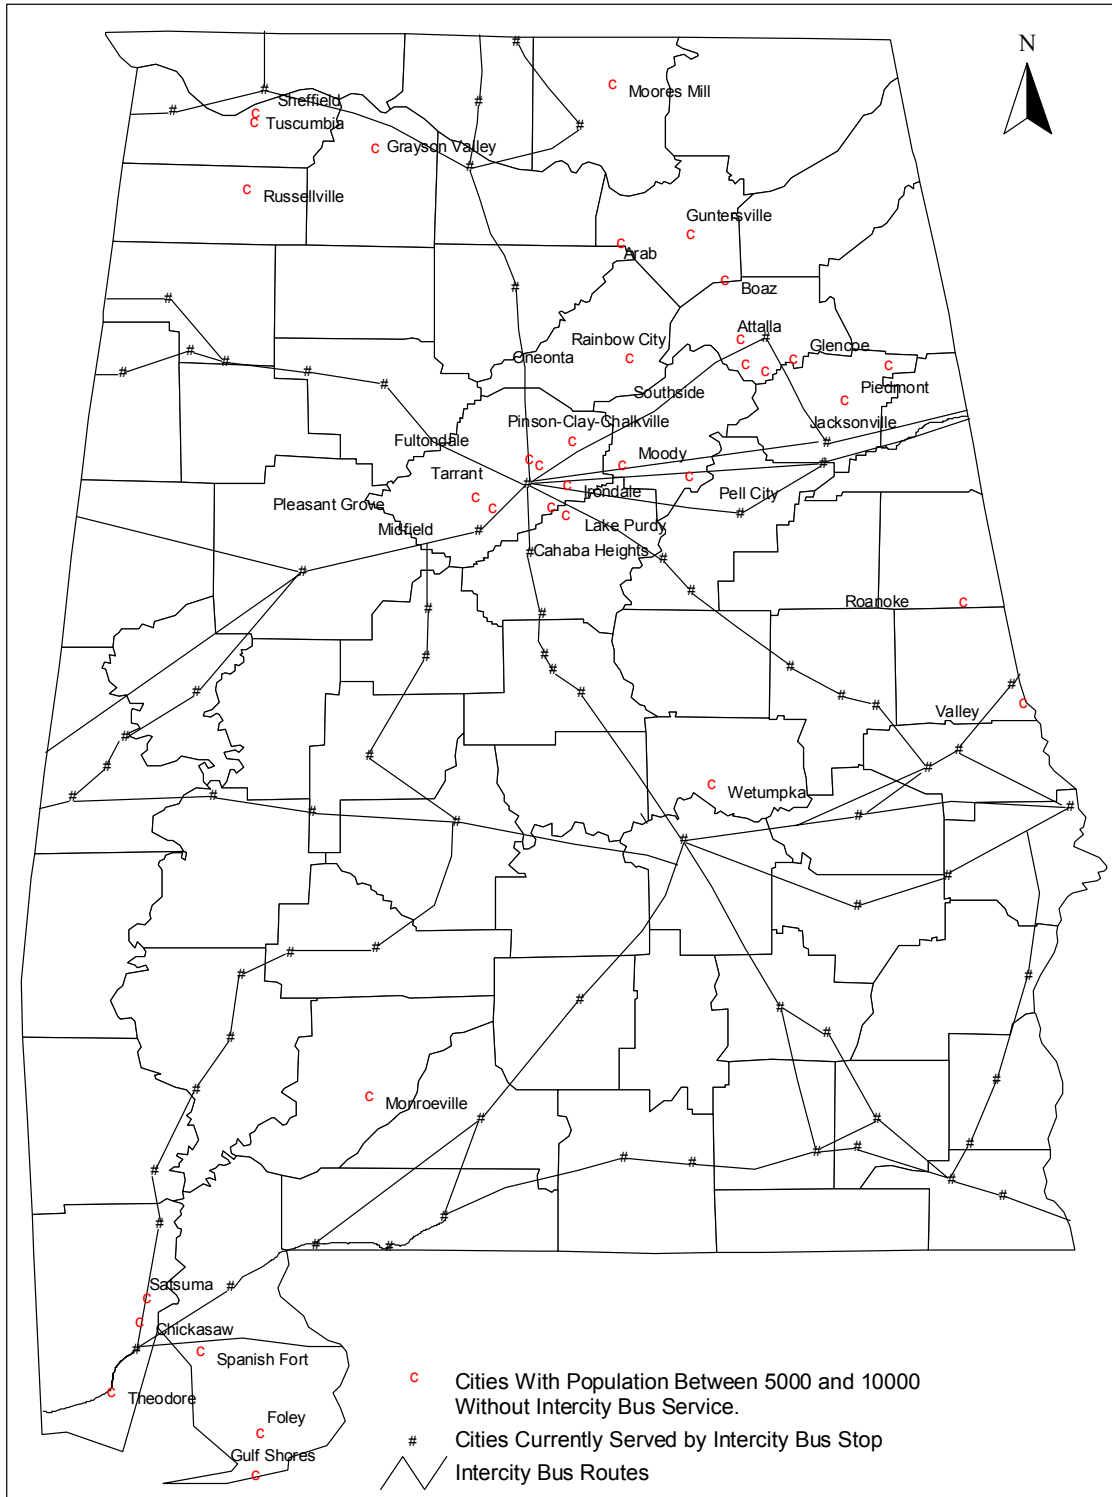 N
Moores Mill
Sheffield
Tuscumbia
Grayson Valley
Russellville
Guntersville
Arab
Boaz
Attalla
Rainbow City
Glencoe
Oneonta
Piedmont
Southside
Pinson-Clay-Chalkville
Jacksonville
Fultondale
Moody
Tarrant
Irondale
Pell City
Pleasant Grove
Lake Purdy
Midfield
Cahaba Heights
Roanoke
Valley
Wetumpka
Monroeville
Satsuma
Chickasaw
Spanish Fort
Theodore
Foley
Gulf Shores
c Cities With Population Between 5000 and 10000
Without Intercity Bus Service.
# Cities Currently Served by Intercity Bus Stop
Intercity Bus Routes